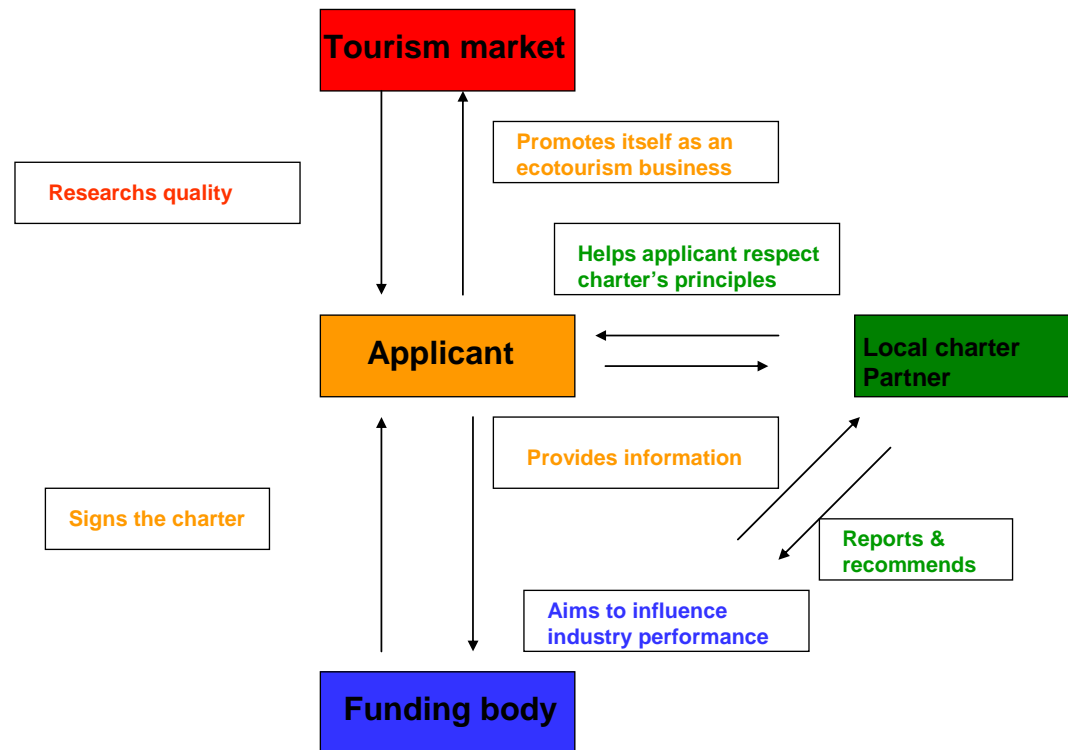 Tourism market
Promotes itself as an
ecotourism business
Researchs quality
Helps applicant respect
charter’s principles
Applicant
Local charter
Partner
Provides information
Signs the charter
Reports &
recommends
Aims to influence
industry performance
Funding body